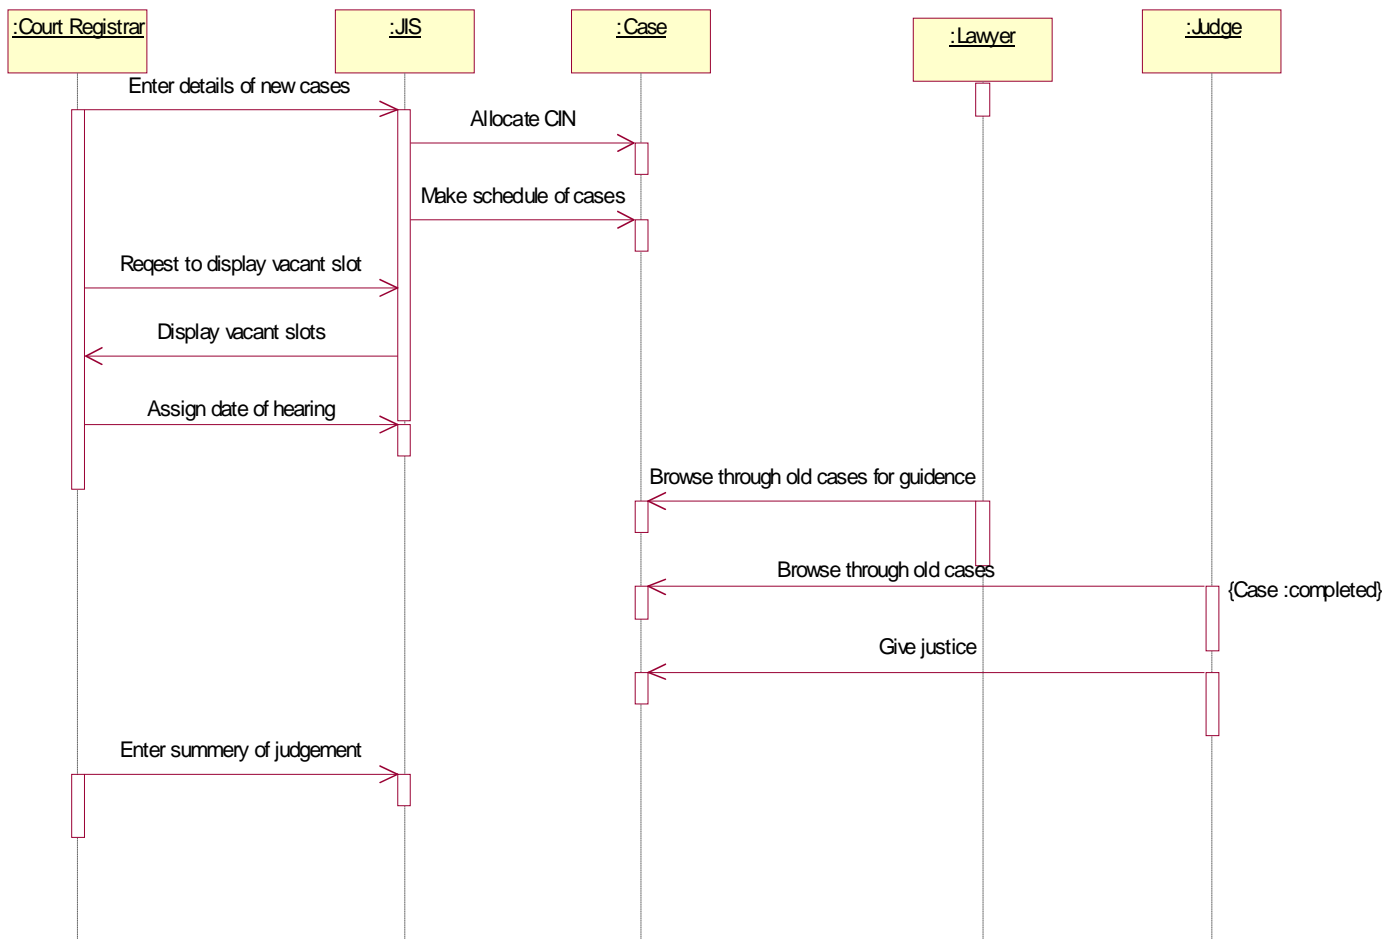 :Court Registrar
:JIS
:Case
:Lawyer
:Judge
Enter details of new cases
Allocate CIN
Make schedule of cases
Reqest to display vacant slot
Display vacant slots
Assign date of hearing
Browse through old cases for guidence
Browse through old cases
{Case :completed}
Give justice
Enter summery of judgement